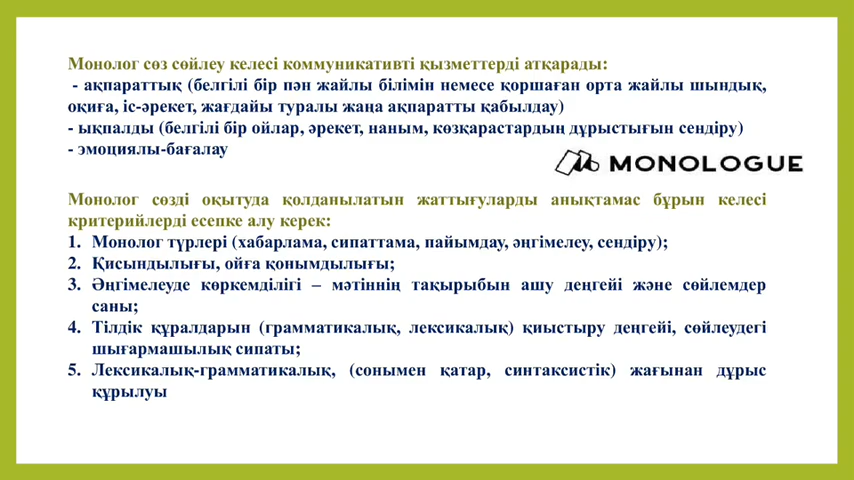 Монолог сөз сөйлеу келесі коммуникативті қызметтерді атқарады:
- ақпараттық (белгілі бір пән жайлы білімін немесе қоршаған орта жайлы шындық,
оқиға, іс-әрекет, жағдайы туралы жаңа ақпаратты қабылдау)
- ықпалды (белгілі бір ойлар, әрекет, наным, көзқарастардың дұрыстығын сендіру)
- эмоциялы-бағалау
MONOLOGUE
Монолог сөзді оқытуда қолданылатын жаттығуларды анықтамас бұрын келесі
критерийлерді есепке алу керек:
1. Монолог түрлері (хабарлама, сипаттама, пайымдау, әңгімелеу, сендіру);
2. Қисындылығы, ойға қонымдылығы;
3. Әңгімелеуде көркемділігі – мәтіннің тақырыбын ашу деңгейі және сөйлемдер
саны;
4. Тілдік құралдарын (грамматикалық, лексикалық) қиыстыру деңгейі, сөйлеудегі
шығармашылық сипаты;
5. Лексикалық-грамматикалық, (сонымен қатар, синтаксистік) жағынан дұрыс
құрылуы